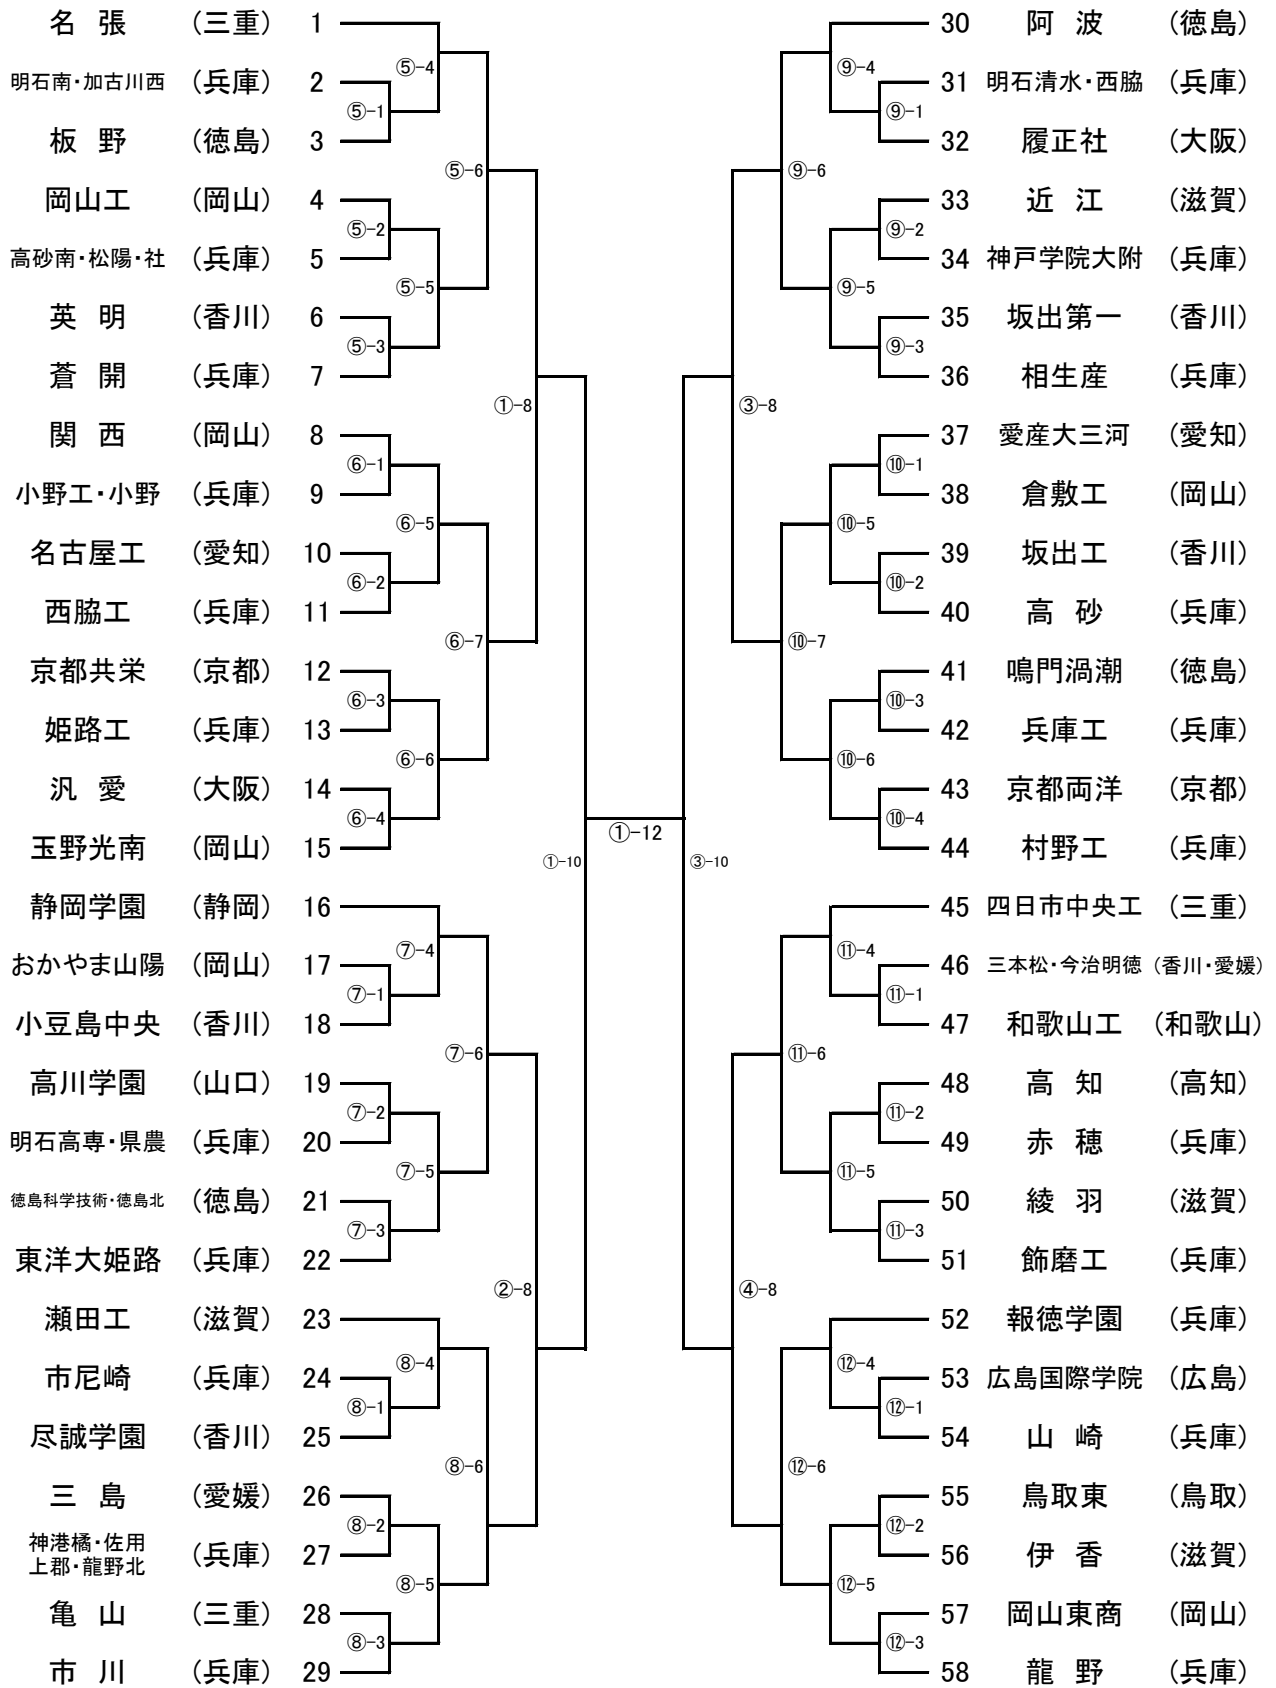 名 張 （三重） 1
⑤-4
明石南・加古川西 （兵庫） 2
⑤-1
板 野 （徳島） 3
⑤-6
岡山工 （岡山） 4
⑤-2
高砂南・松陽・社 （兵庫） 5
⑤-5
英 明 （香川） 6
⑤-3
蒼 開 （兵庫） 7
①-8
関 西 （岡山） 8
⑥-1
小野工・小野 （兵庫） 9
⑥-5
名古屋工 （愛知） 10
⑥-2
西脇工 （兵庫） 11
⑥-7
京都共栄 （京都） 12
⑥-3
姫路工 （兵庫） 13
⑥-6
汎 愛 （大阪） 14
⑥-4
玉野光南 （岡山） 15
①-10
静岡学園 （静岡） 16
⑦-4
おかやま山陽 （岡山） 17
⑦-1
小豆島中央 （香川） 18
⑦-6
高川学園 （山口） 19
⑦-2
明石高専・県農 （兵庫） 20
⑦-5
徳島科学技術・徳島北 （徳島） 21
⑦-3
東洋大姫路 （兵庫） 22
②-8
瀬田工 （滋賀） 23
⑧-4
市尼崎 （兵庫） 24
⑧-1
尽誠学園 （香川） 25
⑧-6
三 島 （愛媛） 26
⑧-2
神港橘・佐用
上郡・龍野北 （兵庫） 27
⑧-5
亀 山 （三重） 28
⑧-3
市 川 （兵庫） 29
①-12
30 阿 波 （徳島）
⑨-4
31 明石清水・西脇 （兵庫）
⑨-1
32 履正社 （大阪）
⑨-6
33 近 江 （滋賀）
⑨-2
34 神戸学院大附 （兵庫）
⑨-5
35 坂出第一 （香川）
⑨-3
36 相生産 （兵庫）
③-8
37 愛産大三河 （愛知）
⑩-1
38 倉敷工 （岡山）
⑩-5
39 坂出工 （香川）
⑩-2
40 高 砂 （兵庫）
⑩-7
41 鳴門渦潮 （徳島）
⑩-3
42 兵庫工 （兵庫）
⑩-6
43 京都両洋 （京都）
⑩-4
44 村野工 （兵庫）
③-10
45 四日市中央工 （三重）
⑪-4
46 三本松・今治明徳 （香川・愛媛）
⑪-1
47 和歌山工 （和歌山）
⑪-6
48 高 知 （高知）
⑪-2
49 赤 穂 （兵庫）
⑪-5
50 綾 羽 （滋賀）
⑪-3
51 飾磨工 （兵庫）
④-8
52 報徳学園 （兵庫）
⑫-4
53 広島国際学院 （広島）
⑫-1
54 山 崎 （兵庫）
⑫-6
55 鳥取東 （鳥取）
⑫-2
56 伊 香 （滋賀）
⑫-5
57 岡山東商 （岡山）
⑫-3
58 龍 野 （兵庫）